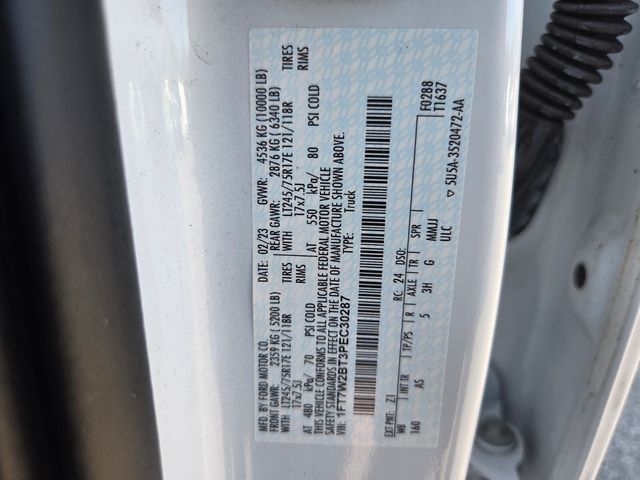 MFD. BY FORD MOTOR CO.
DATE: 02/23 GVWR: 4536 KG (10000 LB)
FRONT GAWR: 2359 KG (5200 LB) REAR GAWR: 2876 KG (6340 LB)
LT245/75R17E 121/118R TIRES WITH LT245/75R17E 121/118R TIRES
17x7.5J RIMS 17x7.5J RIMS
AT 480 kPa/ 70 PSI COLD AT 550 kPa/ 80 PSI COLD
THIS VEHICLE CONFORMS TO ALL APPLICABLE FEDERAL MOTOR VEHICLE
SAFETY STANDARDS IN EFFECT ON THE DATE OF MANUFACTURE SHOWN ABOVE.
VIN: 1FT7W2BT3PEC30287 TYPE: Truck
F0288
T1637
EXT PNT: Z1 RC: 24 DSO:
WB INT TR TP/PS R AXLE TR SPR
160 AS 5 3H G MMJJ
ULC
▽ 5U5A-3520472-AA